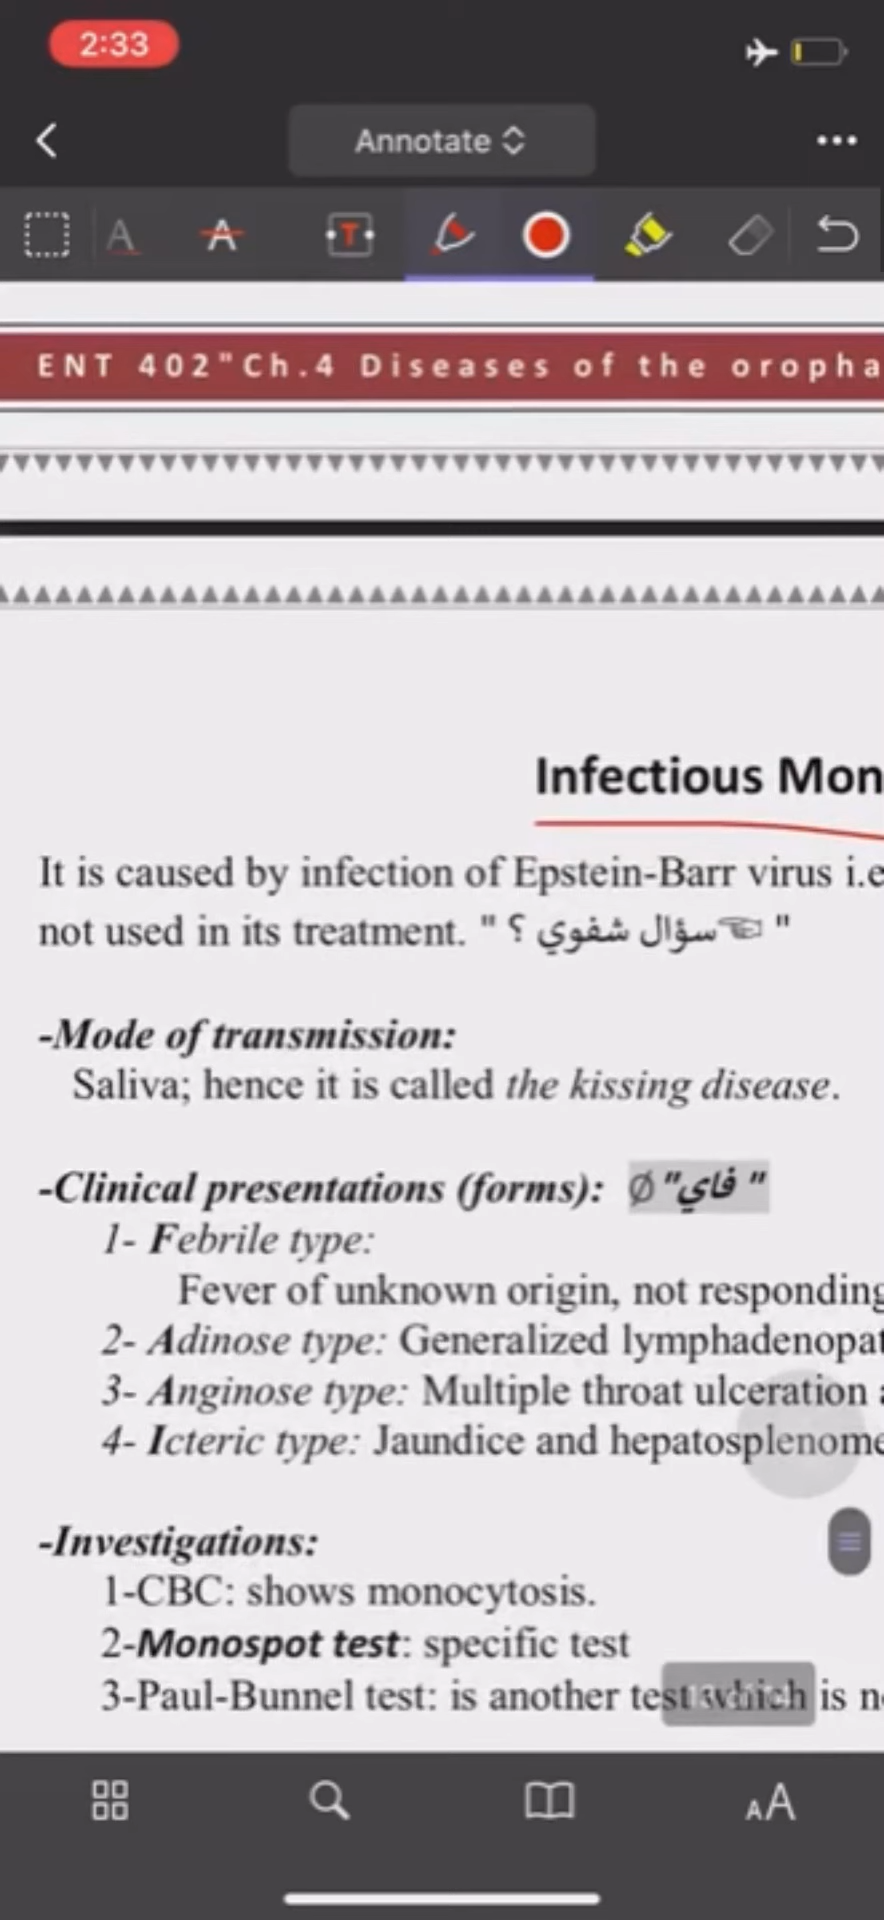 2:33
Annotate
A A T
ENT 402"Ch.4 Diseases of the oropha
Infectious Mon
It is caused by infection of Epstein-Barr virus i.e
not used in its treatment. " سؤال شفوي ؟ "
-Mode of transmission:
Saliva; hence it is called the kissing disease.
-Clinical presentations (forms): Ø "فاي"
1- Febrile type:
Fever of unknown origin, not responding
2- Adinose type: Generalized lymphadenopat
3- Anginose type: Multiple throat ulceration a
4- Icteric type: Jaundice and hepatosplenome
-Investigations:
1-CBC: shows monocytosis.
2-Monospot test: specific test
3-Paul-Bunnel test: is another test which is n
AA